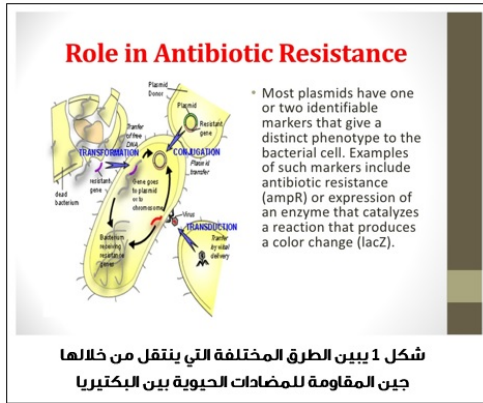 Role in Antibiotic Resistance
Plasmid
Donor
Plasmid
Resistant
gene
Transfer
of free
DNA
TRANSFORMATION
CONJUGATION
resistant
gene
Gene goes
to plasmid
or to
chromosome
transfer
dead
bacterium
Virus
Bacterium
receiving
resistance
genes
TRANSDUCTION
Transfer
by viral
delivery
• Most plasmids have one
or two identifiable
markers that give a
distinct phenotype to the
bacterial cell. Examples
of such markers include
antibiotic resistance
(ampR) or expression of
an enzyme that catalyzes
a reaction that produces
a color change (lacZ).
شكل 1 يبين الطرق المختلفة التي ينتقل من خلالها
جين المقاومة للمضادات الحيوية بين البكتيريا